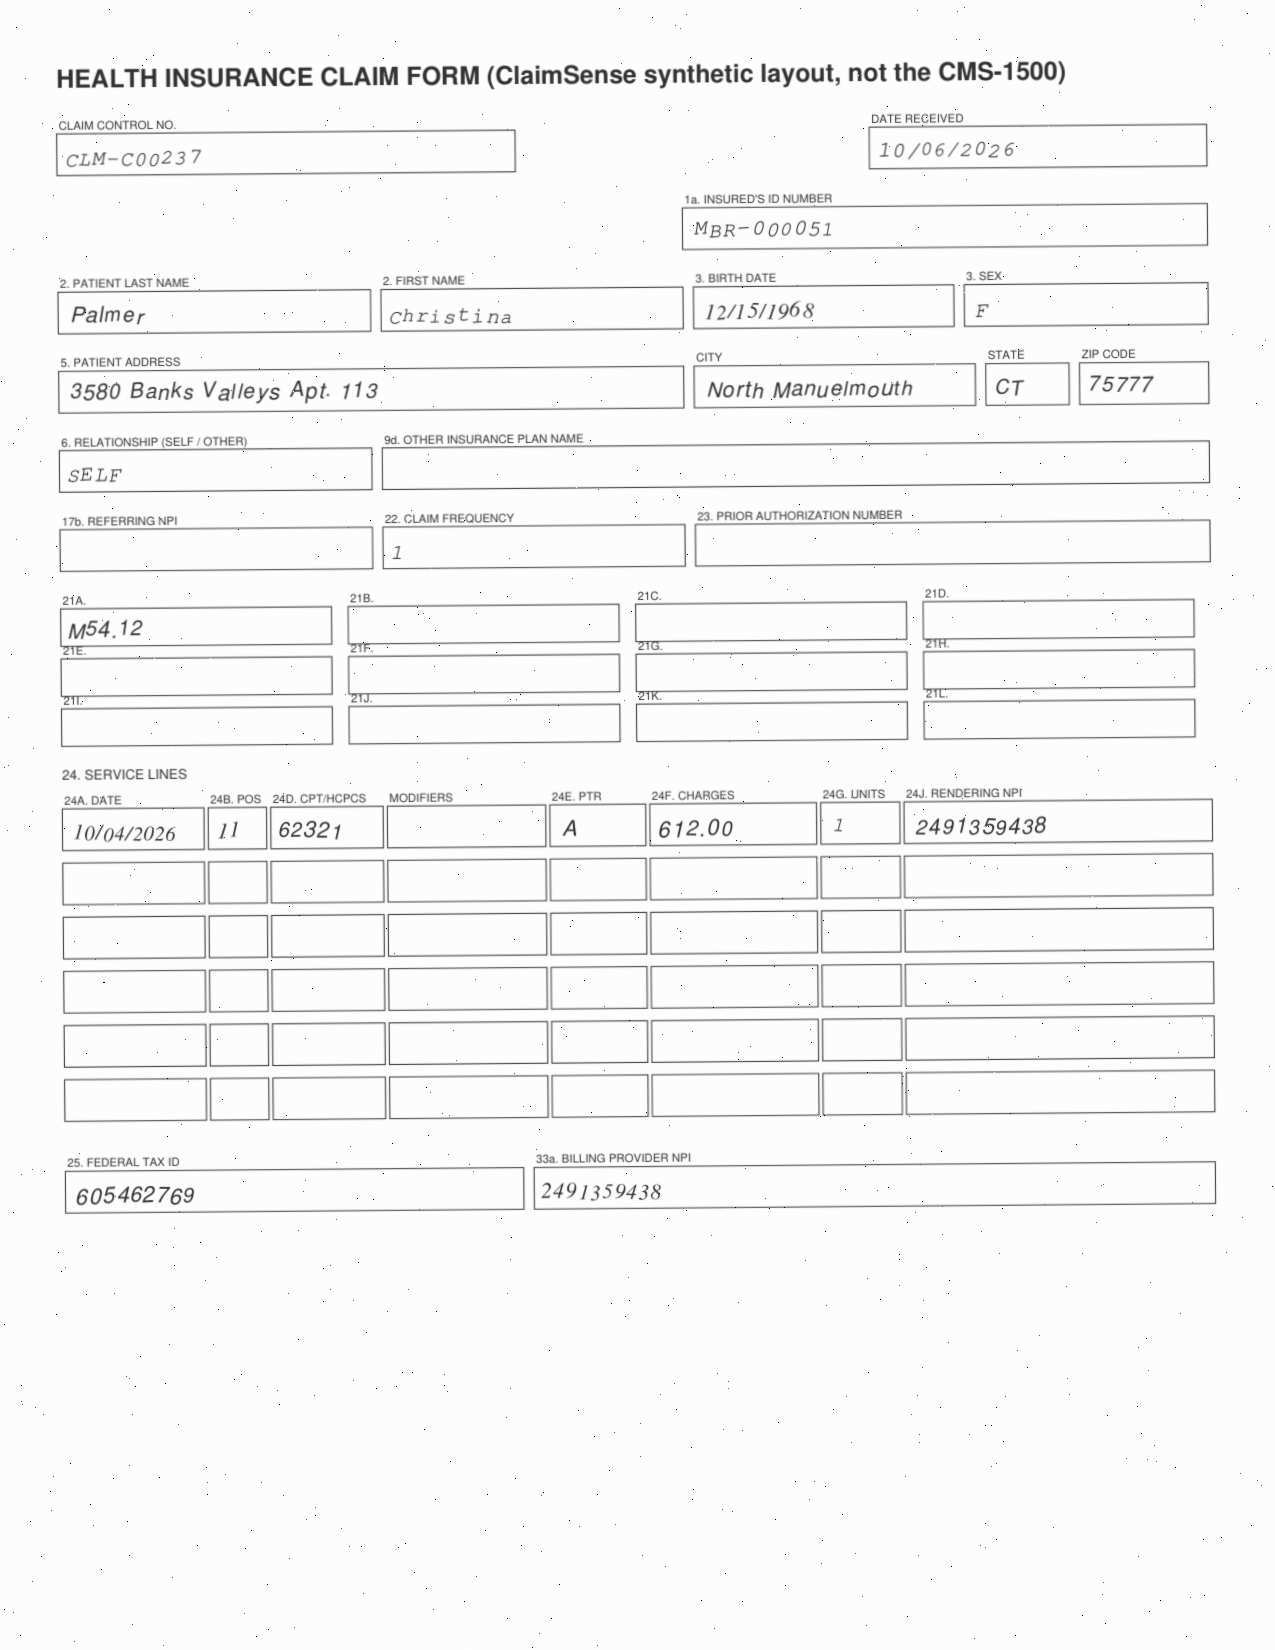 HEALTH INSURANCE CLAIM FORM (ClaimSense synthetic layout, not the CMS-1500)
CLAIM CONTROL NO. DATE RECEIVED
CLM-C00237 10/06/2026
1a. INSURED'S ID NUMBER
MBR-000051
2. PATIENT LAST NAME 2. FIRST NAME 3. BIRTH DATE 3. SEX
Palmer Christina 12/15/1968 F
5. PATIENT ADDRESS CITY STATE ZIP CODE
3580 Banks Valleys Apt. 113 North Manuelmouth CT 75777
6. RELATIONSHIP (SELF / OTHER) 9d. OTHER INSURANCE PLAN NAME
SELF
17b. REFERRING NPI 22. CLAIM FREQUENCY 23. PRIOR AUTHORIZATION NUMBER
1
21A. 21B. 21C. 21D.
M54.12
21E. 21F. 21G. 21H.
21I. 21J. 21K. 21L.
24. SERVICE LINES
24A. DATE 24B. POS 24D. CPT/HCPCS MODIFIERS 24E. PTR 24F. CHARGES 24G. UNITS 24J. RENDERING NPI
10/04/2026 11 62321 A 612.00 1 2491359438
25. FEDERAL TAX ID 33a. BILLING PROVIDER NPI
605462769 2491359438